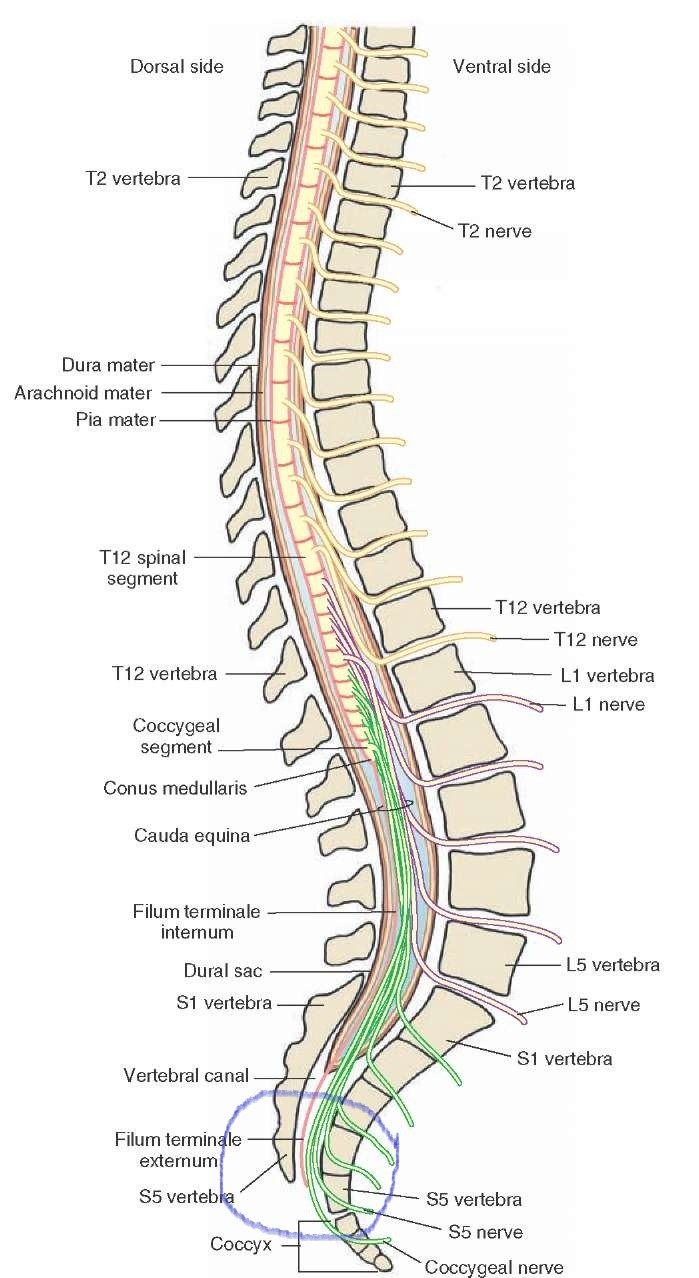 Dorsal side
Ventral side
T2 vertebra
T2 vertebra
T2 nerve
Dura mater
Arachnoid mater
Pia mater
T12 spinal
segment
T12 vertebra
T12 nerve
T12 vertebra
L1 vertebra
L1 nerve
Coccygeal
segment
Conus medullaris
Cauda equina
Filum terminale
internum
Dural sac
L5 vertebra
S1 vertebra
L5 nerve
S1 vertebra
Vertebral canal
Filum terminale
externum
S5 vertebra
S5 vertebra
S5 nerve
Coccyx
Coccygeal nerve